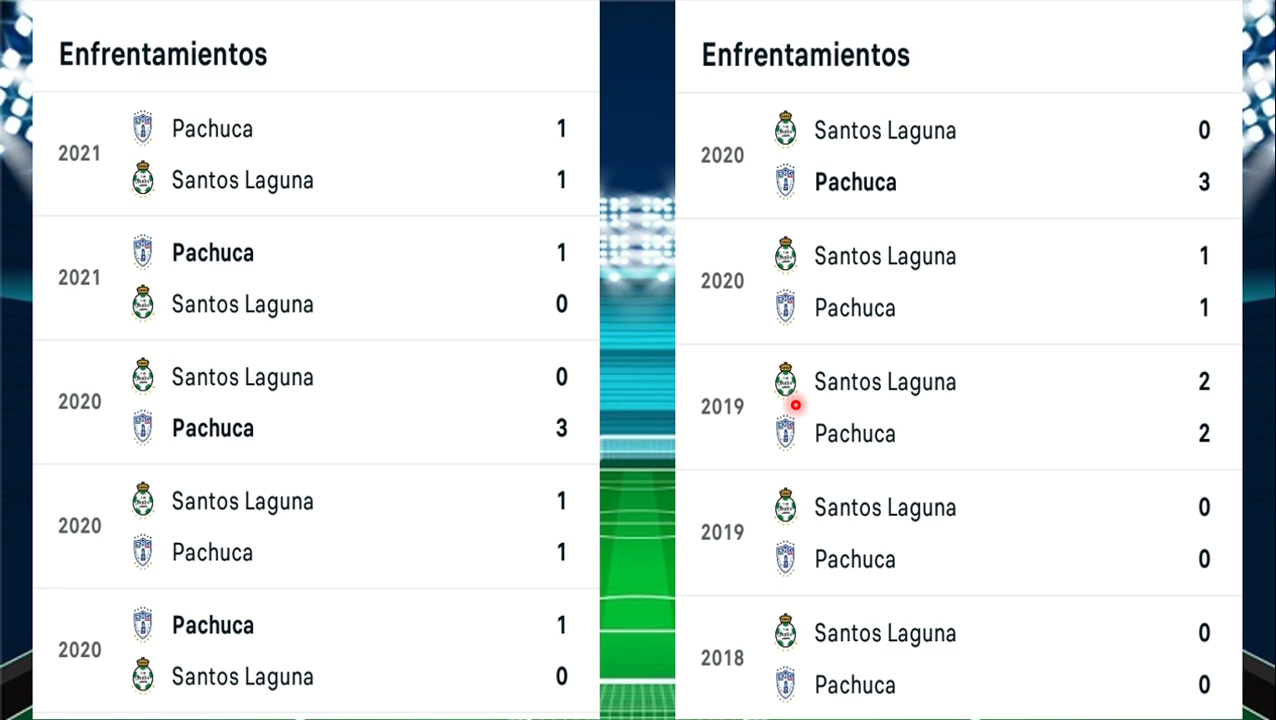 Enfrentamientos
2021
Pachuca 1
Santos Laguna 1
2021
Pachuca 1
Santos Laguna 0
2020
Santos Laguna 0
Pachuca 3
2020
Santos Laguna 1
Pachuca 1
2020
Pachuca 1
Santos Laguna 0
Enfrentamientos
2020
Santos Laguna 0
Pachuca 3
2020
Santos Laguna 1
Pachuca 1
2019
Santos Laguna 2
Pachuca 2
2019
Santos Laguna 0
Pachuca 0
2018
Santos Laguna 0
Pachuca 0